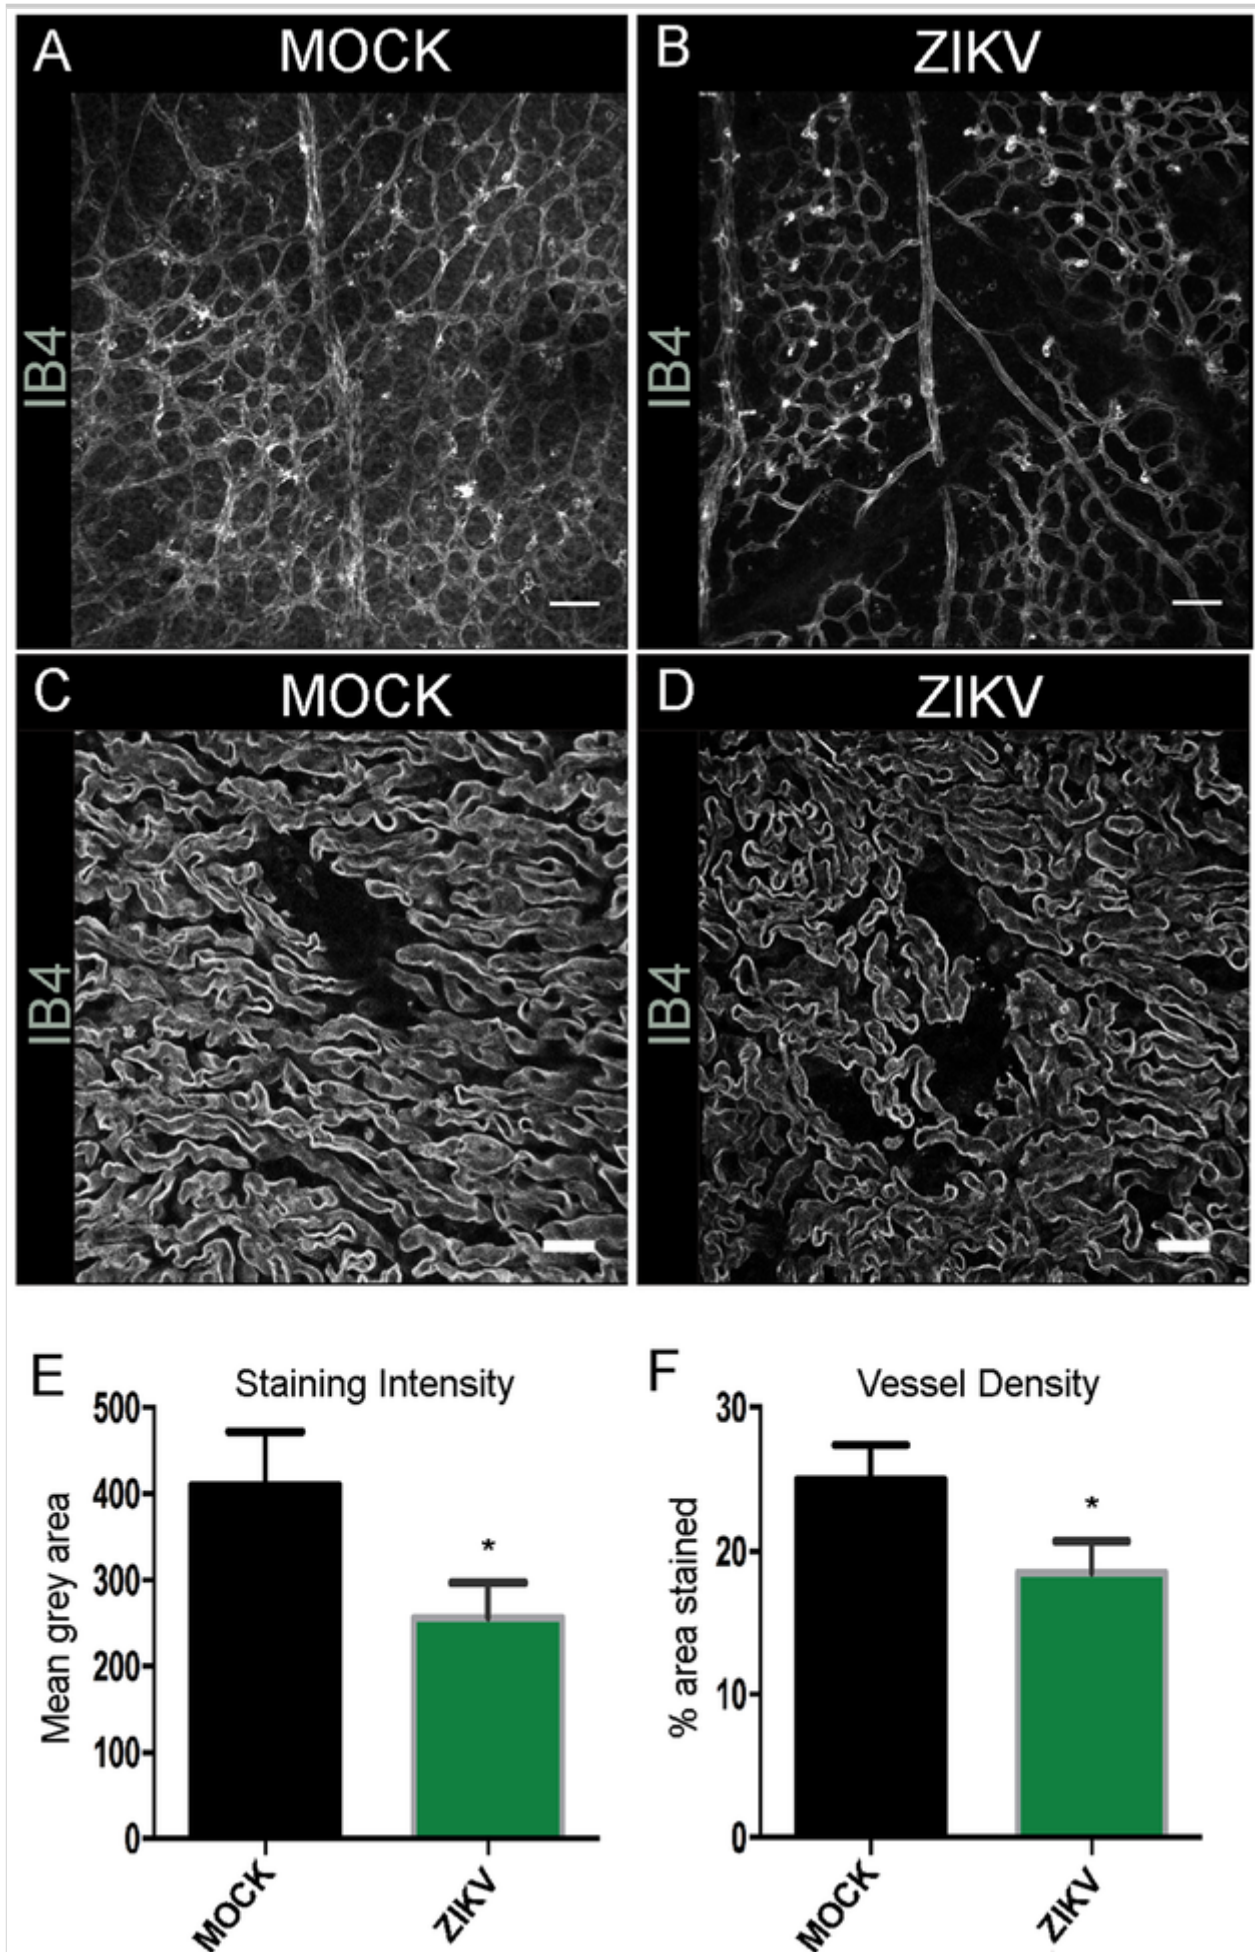 A MOCK
IB4
B ZIKV
IB4
C MOCK
IB4
D ZIKV
IB4
E Staining Intensity
Mean grey area
500
400
300
200
100
0
*
MOCK
ZIKV
F Vessel Density
% area stained
30
20
10
0
*
MOCK
ZIKV